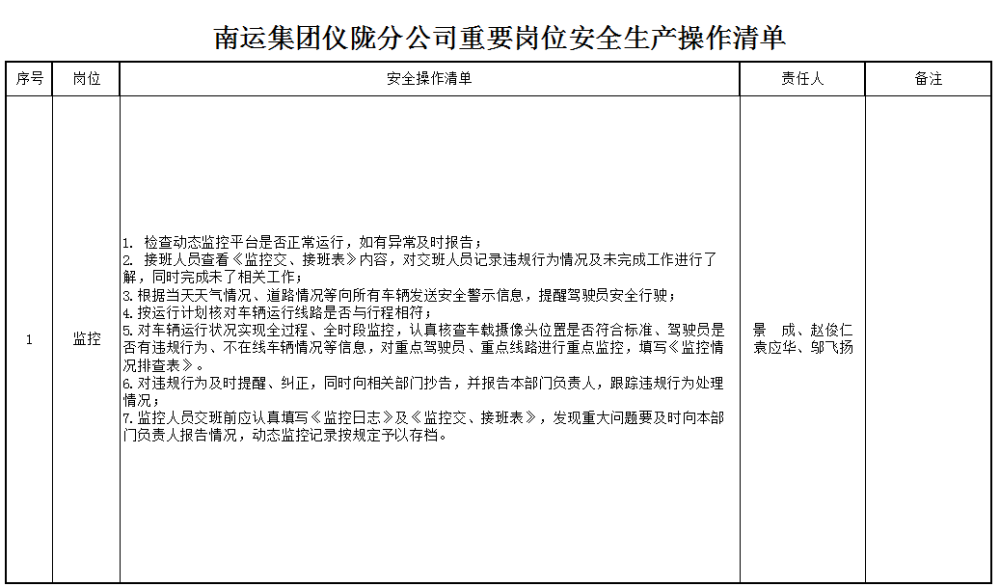 南运集团仪陇分公司重要岗位安全生产操作清单
序号 岗位 安全操作清单 责任人 备注
1. 检查动态监控平台是否正常运行，如有异常及时报告；
2. 接班人员查看《监控交、接班表》内容，对交班人员记录违规行为情况及未完成工作进行了
解，同时完成未了相关工作；
3.根据当天天气情况、道路情况等向所有车辆发送安全警示信息，提醒驾驶员安全行驶；
4.按运行计划核对车辆运行线路是否与行程相符；
5.对车辆运行状况实现全过程、全时段监控，认真核查车载摄像头位置是否符合标准、驾驶员是
1 监控
否有违规行为、不在线车辆情况等信息，对重点驾驶员、重点线路进行重点监控，填写《监控情
况排查表》。
6.对违规行为及时提醒、纠正，同时向相关部门抄告，并报告本部门负责人，跟踪违规行为处理
情况；
7.监控人员交班前应认真填写《监控日志》及《监控交、接班表》，发现重大问题要及时向本部
门负责人报告情况，动态监控记录按规定予以存档。
景 成、赵俊仁
袁应华、邬飞扬